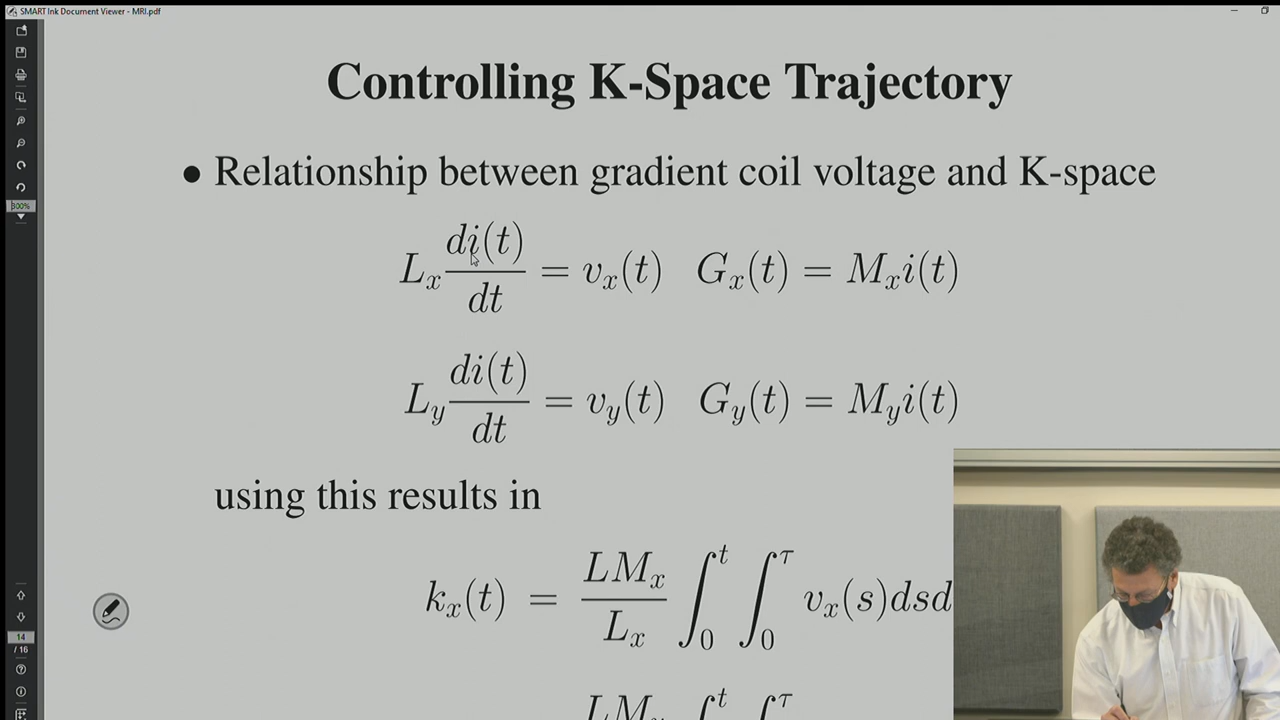 SMART Ink Document Viewer - MRI.pdf
Controlling K-Space Trajectory
• Relationship between gradient coil voltage and K-space
L_x di(t)/dt = v_x(t) G_x(t) = M_x i(t)
L_y di(t)/dt = v_y(t) G_y(t) = M_y i(t)
using this results in
k_x(t) = LM_x/L_x ∫_0^t ∫_0^τ v_x(s)dsd
300%
14
/ 16